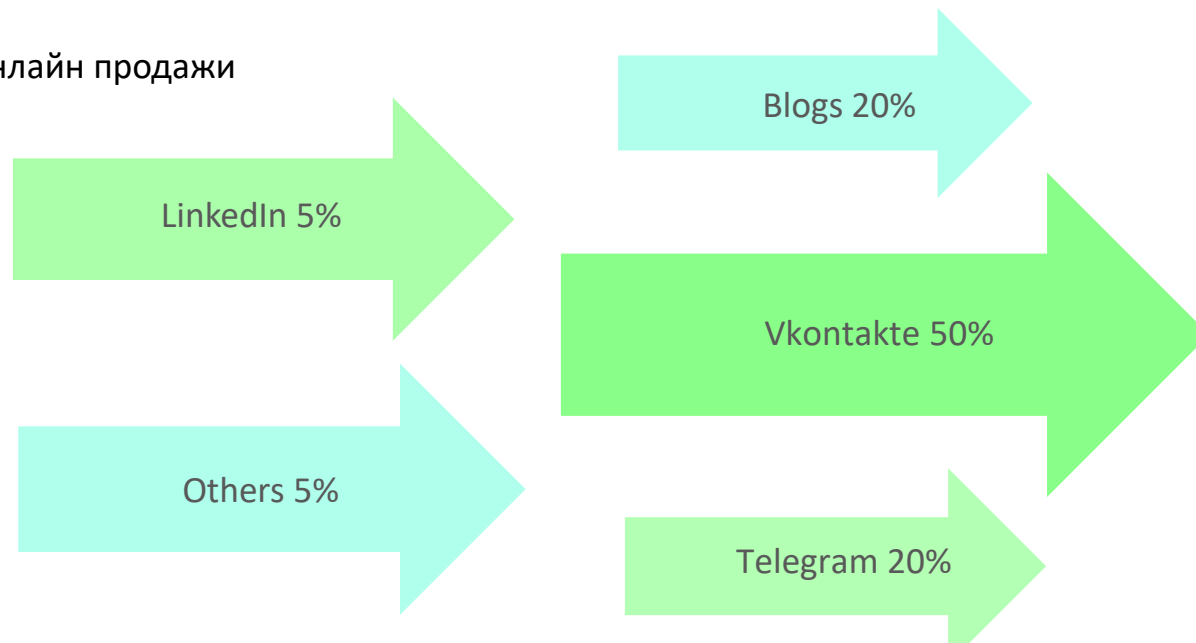 нлайн продажи
Blogs 20%
LinkedIn 5%
Vkontakte 50%
Others 5%
Telegram 20%